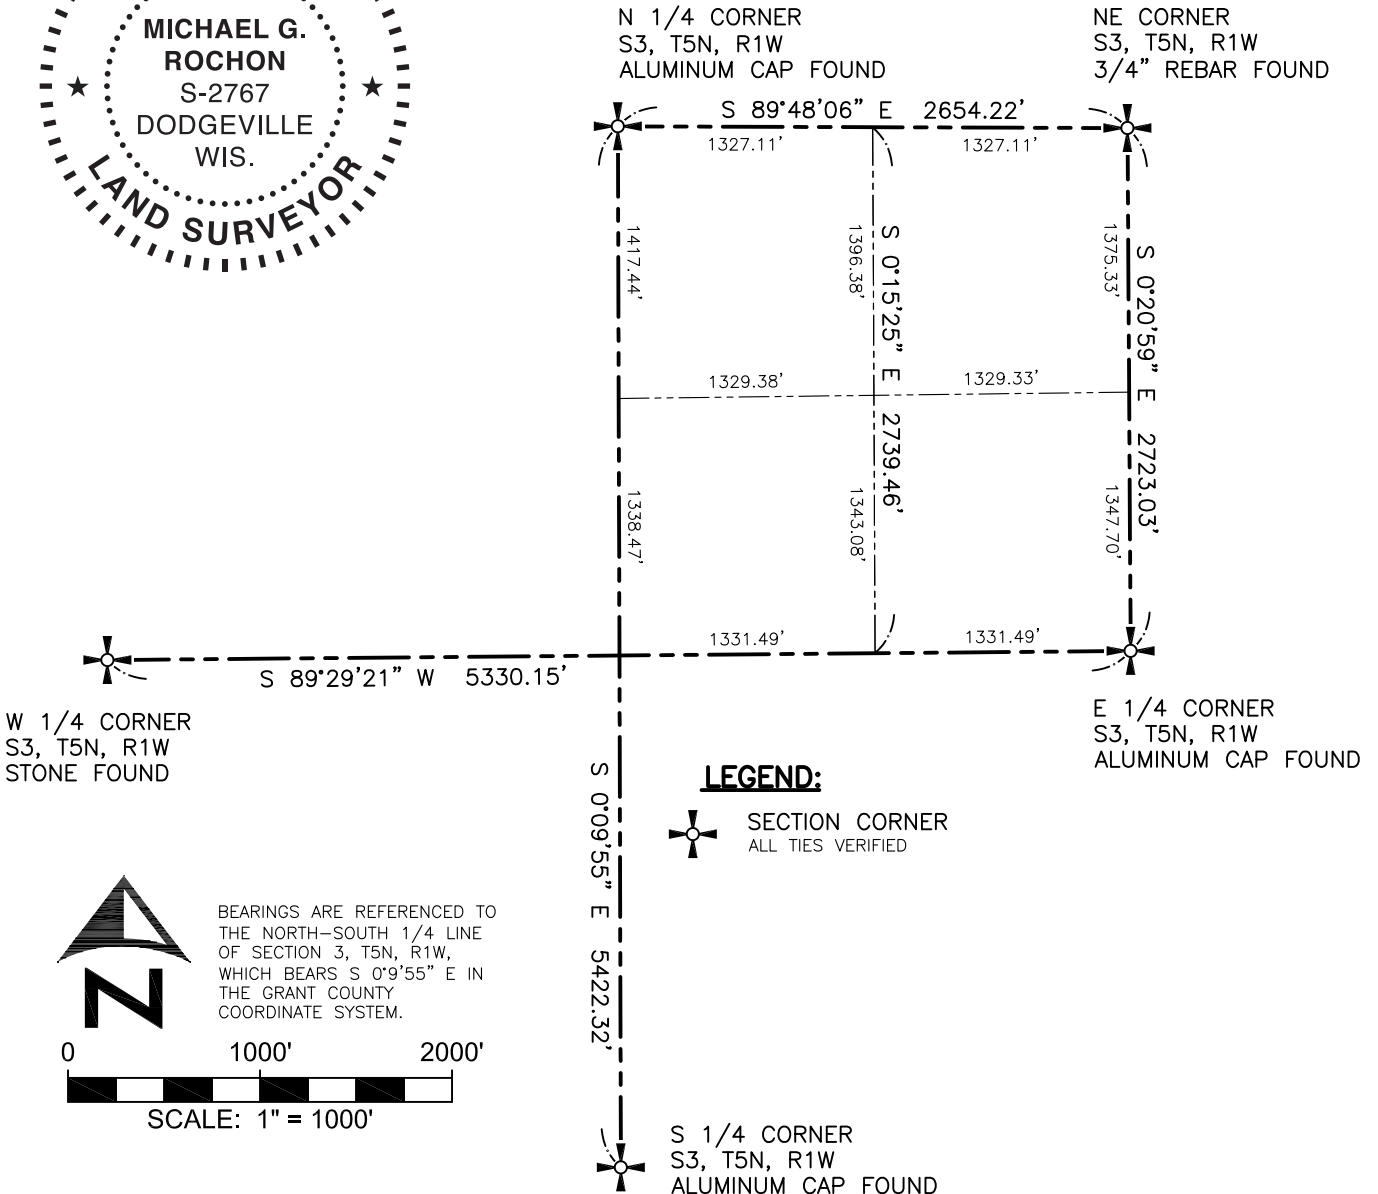 MICHAEL G.
ROCHON
S-2767
DODGEVILLE
WIS.
LAND SURVEYOR
N 1/4 CORNER
S3, T5N, R1W
ALUMINUM CAP FOUND
NE CORNER
S3, T5N, R1W
3/4” REBAR FOUND
S 89°48’06” E 2654.22’
1327.11’
1327.11’
1417.44’
1396.38’
S 0°15’25” E 2739.46’
1375.33’
S 0°20’59” E 2723.03’
1329.38’
1329.33’
1338.47’
1343.08’
1347.70’
1331.49’
1331.49’
S 89°29’21” W 5330.15’
W 1/4 CORNER
S3, T5N, R1W
STONE FOUND
E 1/4 CORNER
S3, T5N, R1W
ALUMINUM CAP FOUND
S 0°09’55” E 5422.32’
LEGEND:
SECTION CORNER
ALL TIES VERIFIED
N
BEARINGS ARE REFERENCED TO
THE NORTH–SOUTH 1/4 LINE
OF SECTION 3, T5N, R1W,
WHICH BEARS S 0°9’55” E IN
THE GRANT COUNTY
COORDINATE SYSTEM.
0 1000' 2000'
SCALE: 1" = 1000'
S 1/4 CORNER
S3, T5N, R1W
ALUMINUM CAP FOUND